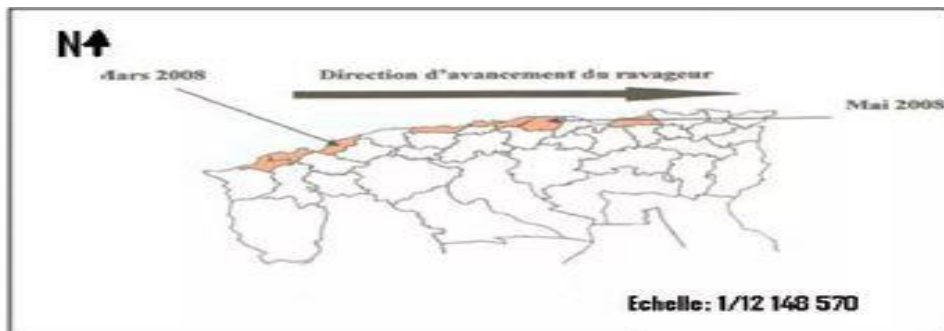 N
Mars 2008
Direction d'avancement du ravageur
Mai 2008
Echelle: 1/12 148 570